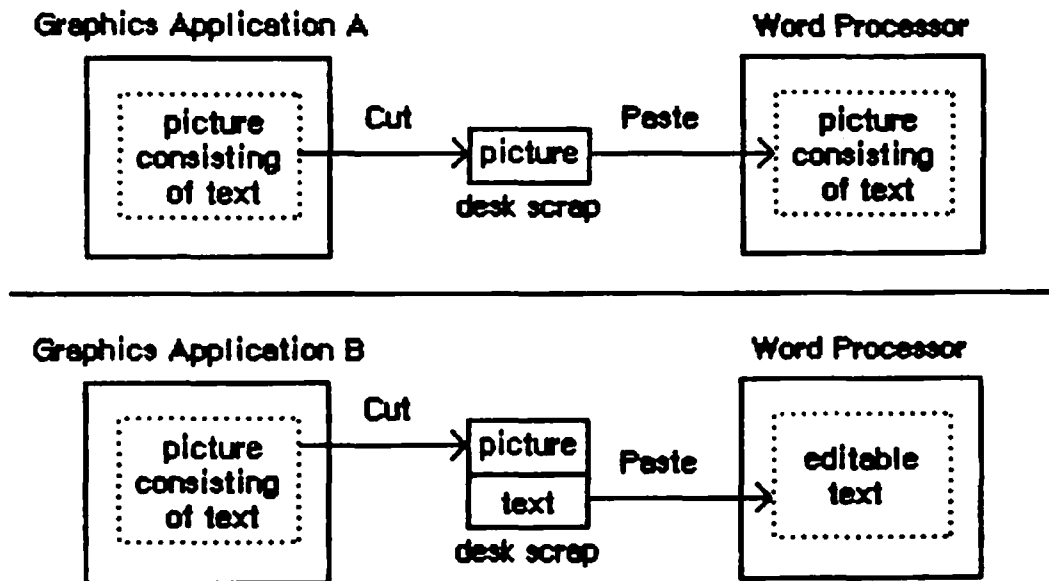 Graphics Application A
Word Processor
picture
consisting
of text
Cut
picture
desk scrap
Paste
picture
consisting
of text
Graphics Application B
Word Processor
picture
consisting
of text
Cut
picture
text
desk scrap
Paste
editable
text